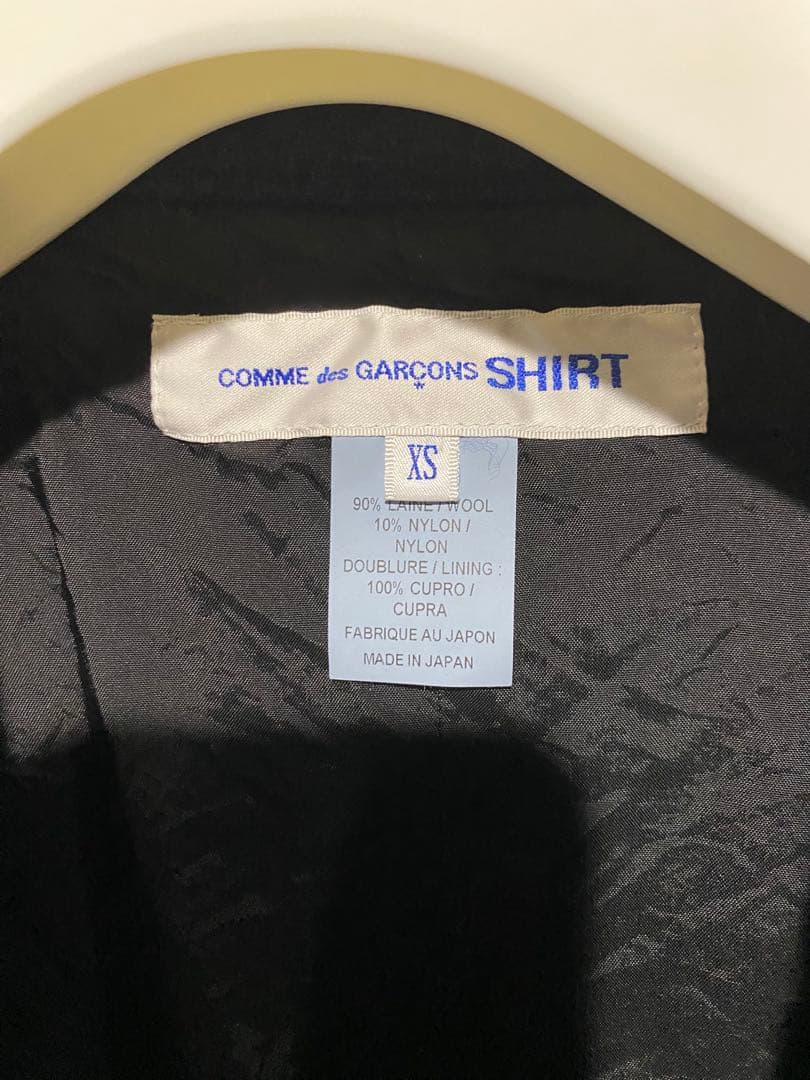 COMME des GARÇONS SHIRT
XS
90% LAINE / WOOL
10% NYLON /
NYLON
DOUBLURE / LINING :
100% CUPRO /
CUPRA
FABRIQUE AU JAPON
MADE IN JAPAN